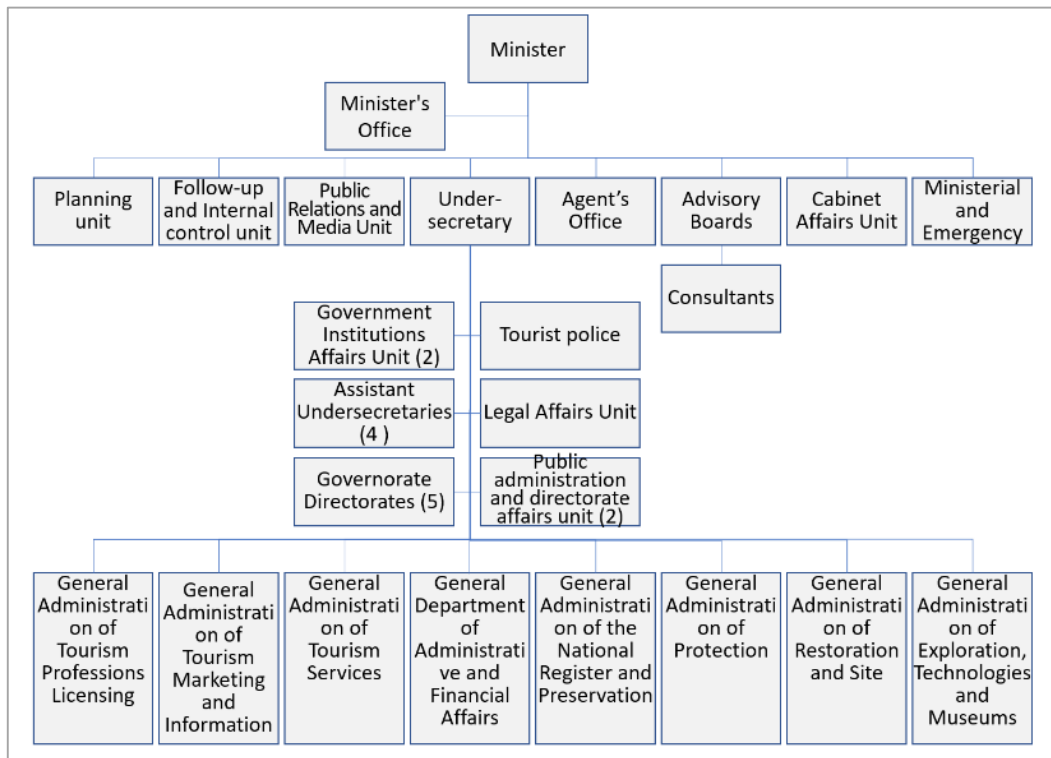 Minister
Minister's
Office
Planning
unit
Follow-up
and Internal
control unit
Public
Relations and
Media Unit
Under-
secretary
Agent’s
Office
Advisory
Boards
Cabinet
Affairs Unit
Ministerial
and
Emergency
Consultants
Government
Institutions
Affairs Unit (2)
Tourist police
Assistant
Undersecretaries
(4 )
Legal Affairs Unit
Governorate
Directorates (5)
Public
administration
and directorate
affairs unit (2)
General
Administrati
on of
Tourism
Professions
Licensing
General
Administrati
on of
Tourism
Marketing
and
Information
General
Administrati
on of
Tourism
Services
General
Department
of
Administrati
ve and
Financial
Affairs
General
Administrati
on of the
National
Register and
Preservation
General
Administrati
on of
Protection
General
Administrati
on of
Restoration
and Site
General
Administrati
on of
Exploration,
Technologies
and
Museums